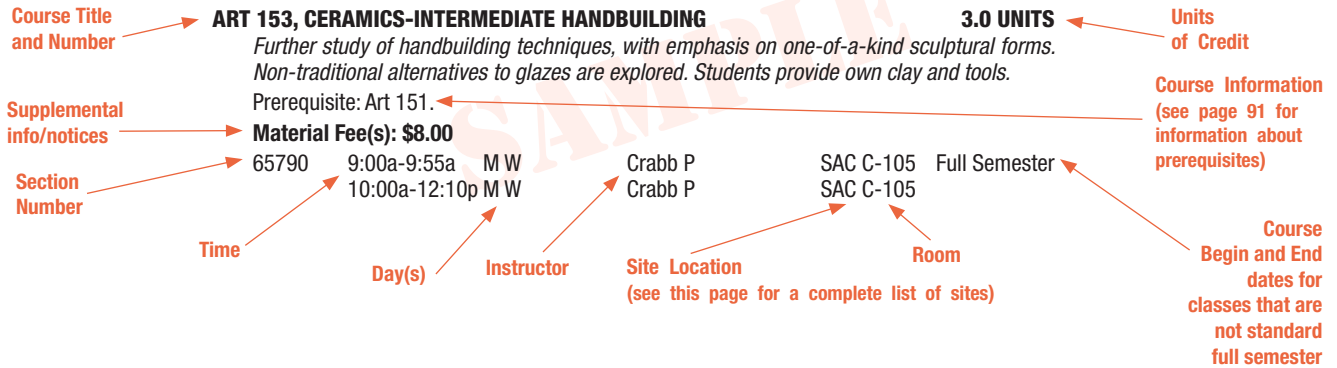 Course Title
and Number
ART 153, CERAMICS-INTERMEDIATE HANDBUILDING 3.0 UNITS
Units
of Credit
Further study of handbuilding techniques, with emphasis on one-of-a-kind sculptural forms.
Non-traditional alternatives to glazes are explored. Students provide own clay and tools.
Prerequisite: Art 151.
Course Information
(see page 91 for
information about
prerequisites)
Supplemental
info/notices
Material Fee(s): $8.00
SAMPLE
Section
Number
65790 9:00a-9:55a M W Crabb P SAC C-105 Full Semester
10:00a-12:10p M W Crabb P SAC C-105
Time
Day(s)
Instructor
Site Location
(see this page for a complete list of sites)
Room
Course
Begin and End
dates for
classes that are
not standard
full semester